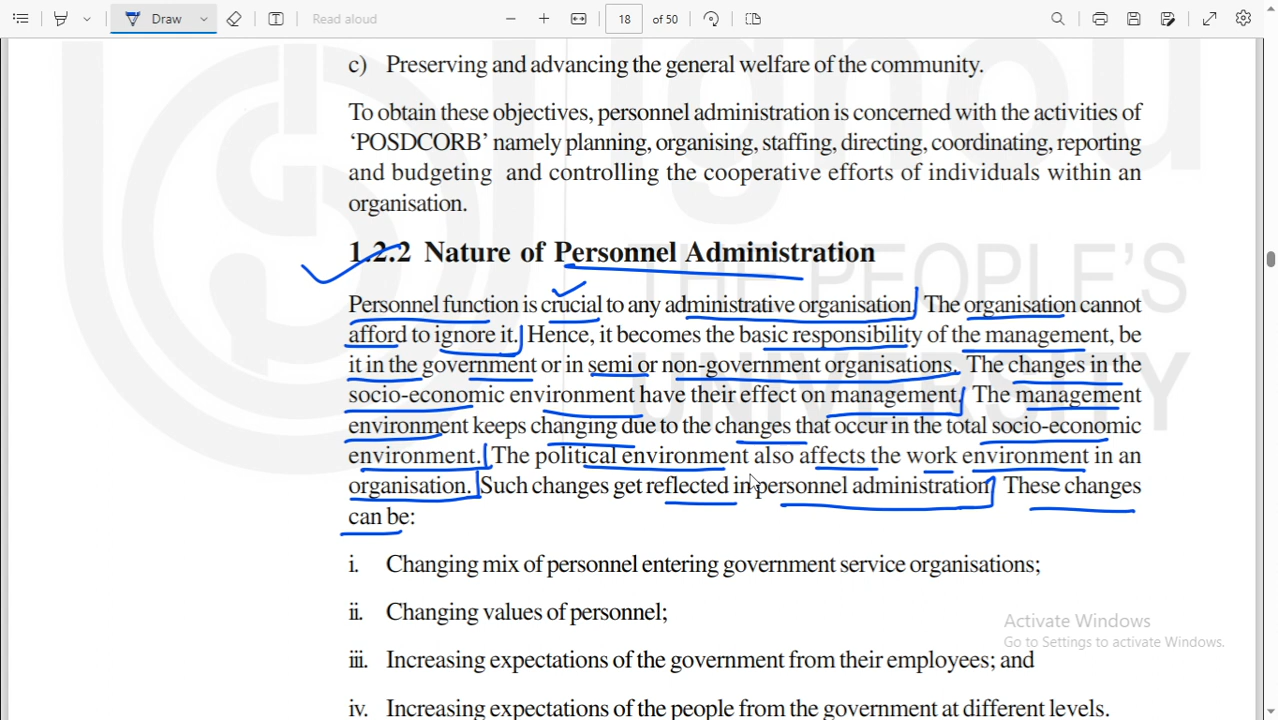 Draw
Read aloud
18 of 50
c) Preserving and advancing the general welfare of the community.
To obtain these objectives, personnel administration is concerned with the activities of
‘POSDCORB’ namely planning, organising, staffing, directing, coordinating, reporting
and budgeting and controlling the cooperative efforts of individuals within an
organisation.
1.2.2 Nature of Personnel Administration
Personnel function is crucial to any administrative organisation. The organisation cannot
afford to ignore it. Hence, it becomes the basic responsibility of the management, be
it in the government or in semi or non-government organisations. The changes in the
socio-economic environment have their effect on management. The management
environment keeps changing due to the changes that occur in the total socio-economic
environment. The political environment also affects the work environment in an
organisation. Such changes get reflected in personnel administration. These changes
can be:
i. Changing mix of personnel entering government service organisations;
ii. Changing values of personnel;
iii. Increasing expectations of the government from their employees; and
iv. Increasing expectations of the people from the government at different levels.
ignou
THE PEOPLE'S
UNIVERSITY
Activate Windows
Go to Settings to activate Windows.